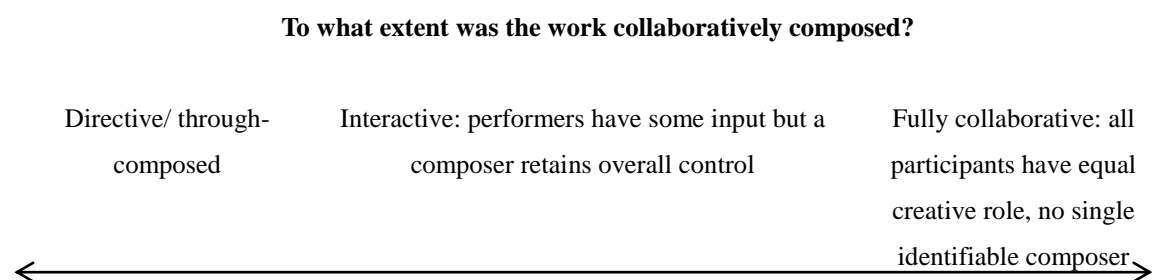 To what extent was the work collaboratively composed?
Directive/ through-
composed
Interactive: performers have some input but a
composer retains overall control
Fully collaborative: all
participants have equal
creative role, no single
identifiable composer